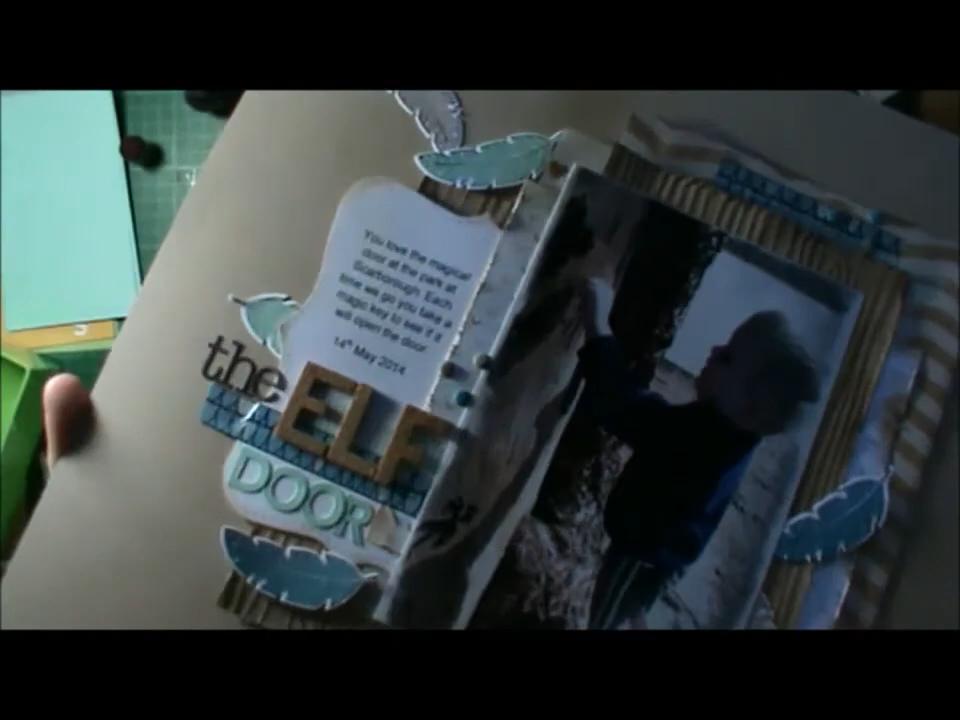 You love the magical
door at the park at
Scarborough. Each
time we go you take a
magic key to see if it
will open the door.
14th May 2014
the
ELF
DOOR